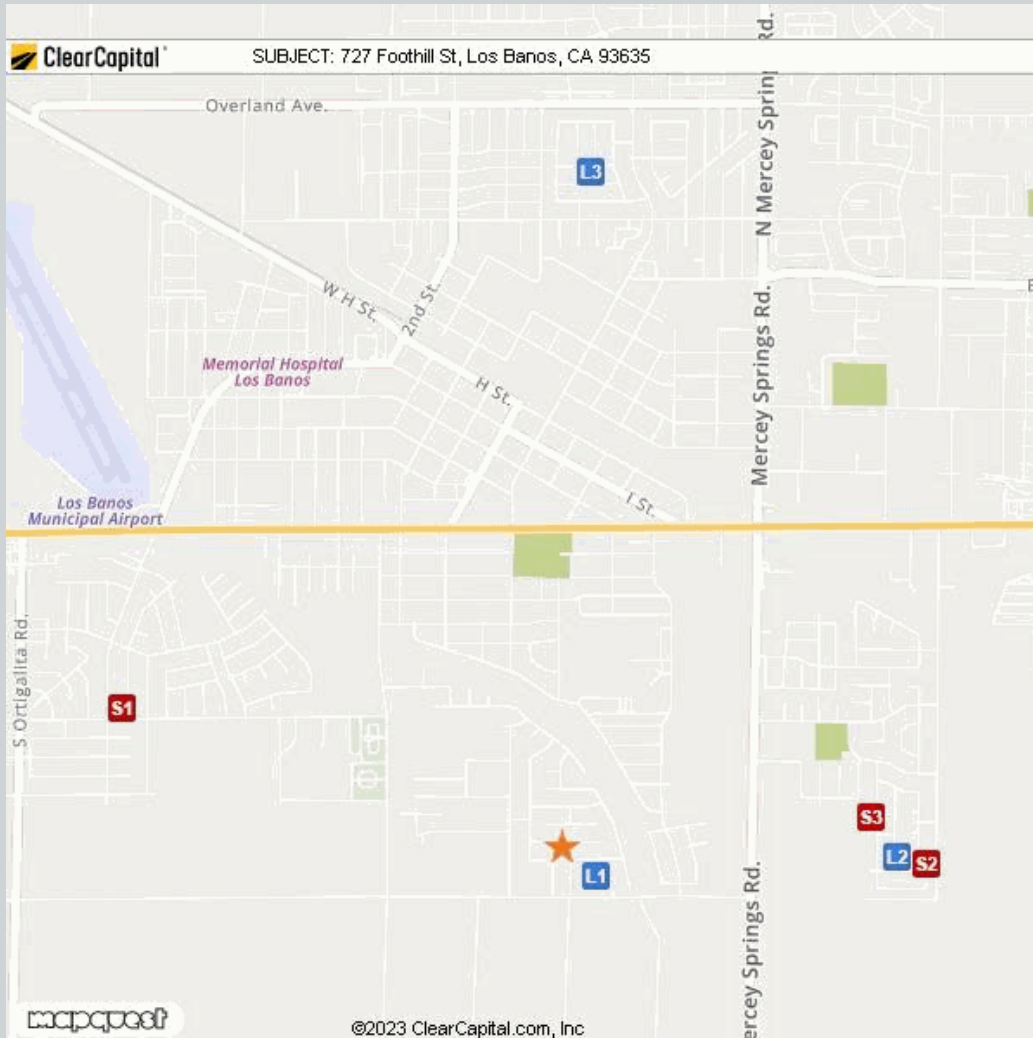 ClearCapital
SUBJECT: 727 Foothill St, Los Banos, CA 93635
Rd.
Overland Ave.
N Mercey Spring
L3
W H St.
2nd St.
Memorial Hospital
Los Banos
H St.
Mercey Springs Rd.
I St.
Los Banos
Municipal Airport
S Ortigalita Rd.
S1
S3
L2
S2
L1
ercey Springs Rd.
mapquest
©2023 ClearCapital.com, Inc